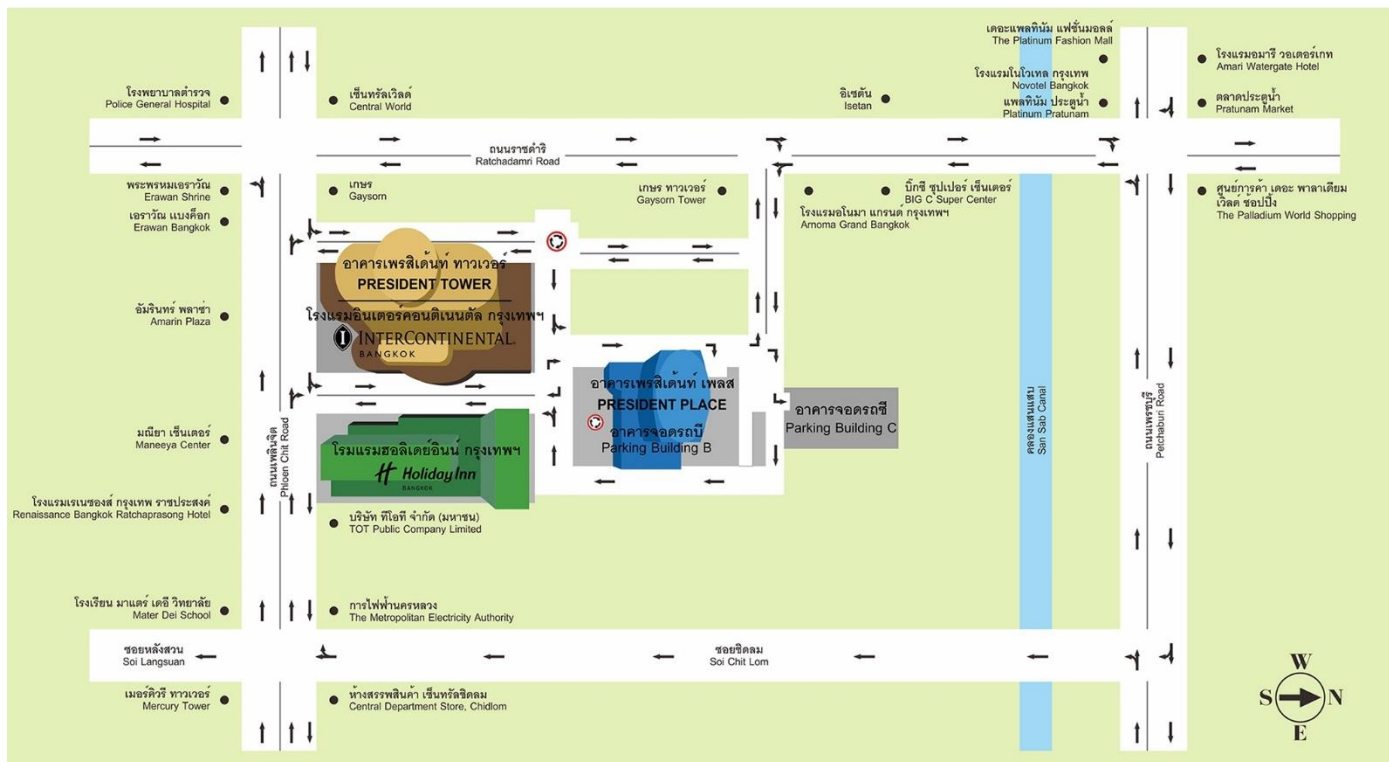 เดอะแพลทินัม แฟชั่นมอลล์
The Platinum Fashion Mall
โรงแรมอมารี วอเตอร์เกท
Amari Watergate Hotel
โรงแรมโนโวเทล กรุงเทพ
Novotel Bangkok
โรงพยาบาลตำรวจ
Police General Hospital
เซ็นทรัลเวิลด์
Central World
อิเซตัน
Isetan
แพลทินัม ประตูน้ำ
Platinum Pratunam
ตลาดประตูน้ำ
Pratunam Market
ถนนราชดำริ
Ratchadamri Road
พระพรหมเอราวัณ
Erawan Shrine
เกษร
Gaysorn
เกษร ทาวเวอร์
Gaysorn Tower
บิ๊กซี ซุปเปอร์ เซ็นเตอร์
BIG C Super Center
ศูนย์การค้า เดอะ พาลาเดียม
เวิลด์ ช้อปปิ้ง
The Palladium World Shopping
เอราวัณ แบงค็อก
Erawan Bangkok
โรงแรมอโนมา แกรนด์ กรุงเทพฯ
Arnoma Grand Bangkok
อาคารเพรสิเด้นท์ ทาวเวอร์
PRESIDENT TOWER
อัมรินทร์ พลาซ่า
Amarin Plaza
โรงแรมอินเตอร์คอนติเนนตัล กรุงเทพฯ
I INTERCONTINENTAL.
BANGKOK
อาคารเพรสิเด้นท์ เพลส
PRESIDENT PLACE
อาคารจอดรถบี
Parking Building B
อาคารจอดรถซี
Parking Building C
คลองแสนแสบ
San Sab Canal
ถนนเพชรบุรี
Petchaburi Road
มณียา เซ็นเตอร์
Maneeya Center
ถนนเพลินจิต
Phloen Chit Road
โรมแรมฮอลิเดย์อินน์ กรุงเทพฯ
H Holiday Inn
BANGKOK
โรงแรมเรเนซองส์ กรุงเทพ ราชประสงค์
Renaissance Bangkok Ratchaprasong Hotel
บริษัท ทีโอที จำกัด (มหาชน)
TOT Public Company Limited
โรงเรียน มาแตร์ เดอี วิทยาลัย
Mater Dei School
การไฟฟ้านครหลวง
The Metropolitan Electricity Authority
ซอยหลังสวน
Soi Langsuan
ซอยชิดลม
Soi Chit Lom
เมอร์คิวรี ทาวเวอร์
Mercury Tower
ห้างสรรพสินค้า เซ็นทรัลชิดลม
Central Department Store, Chidlom
W
S
N
E